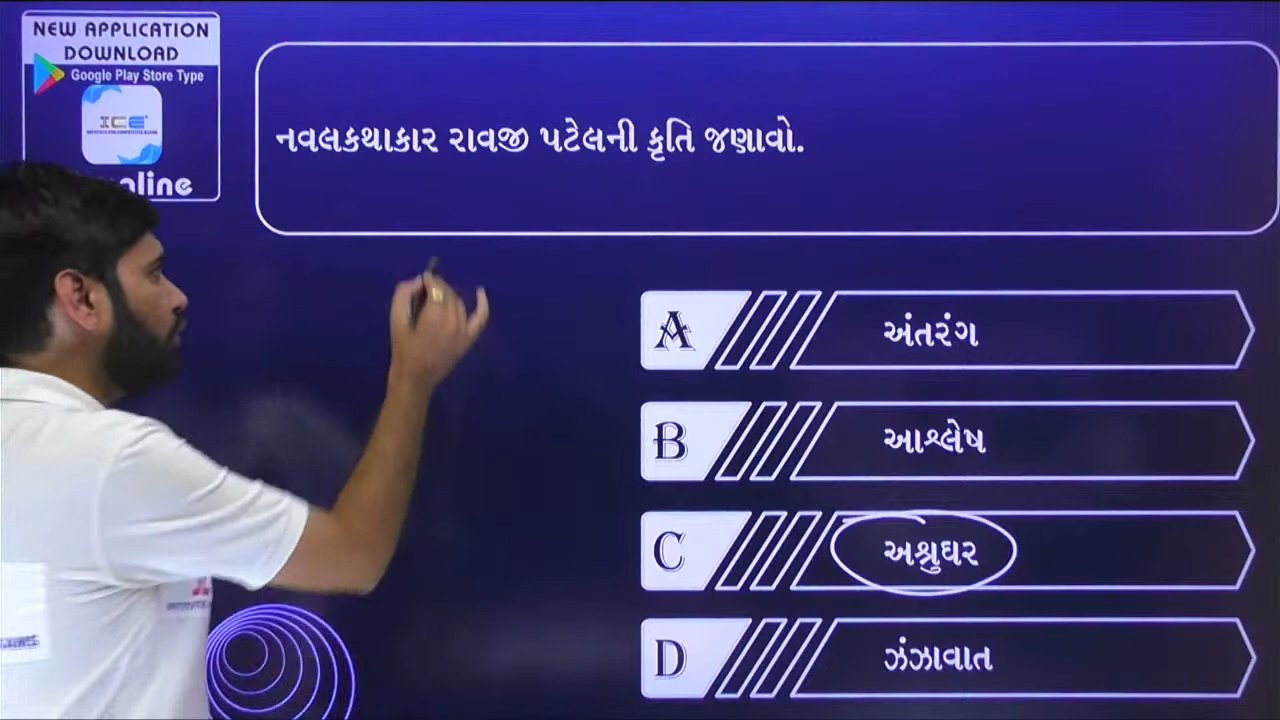 NEW APPLICATION
DOWNLOAD
Google Play Store Type
ICE
nline
નવલકથાકાર રાવજી પટેલની કૃતિ જણાવો.
A અંતરંગ
B આશ્લેષ
C અશ્રુઘર
D ઝંઝાવાત